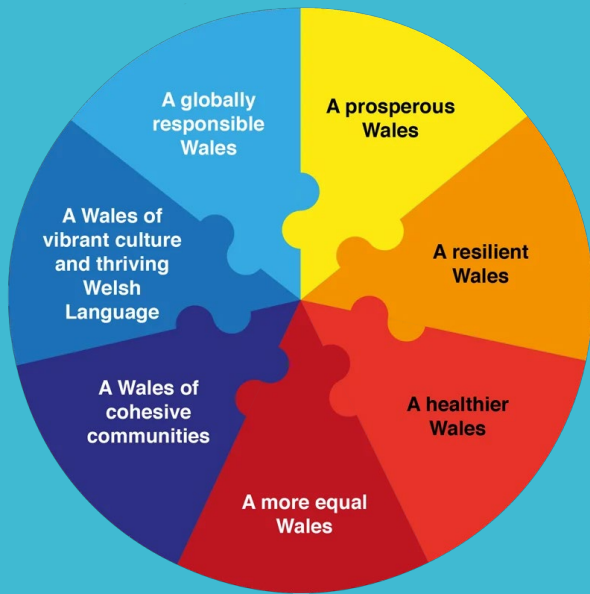 A prosperous
Wales
A resilient
Wales
A healthier
Wales
A more equal
Wales
A Wales of
cohesive
communities
A Wales of
vibrant culture
and thriving
Welsh
Language
A globally
responsible
Wales